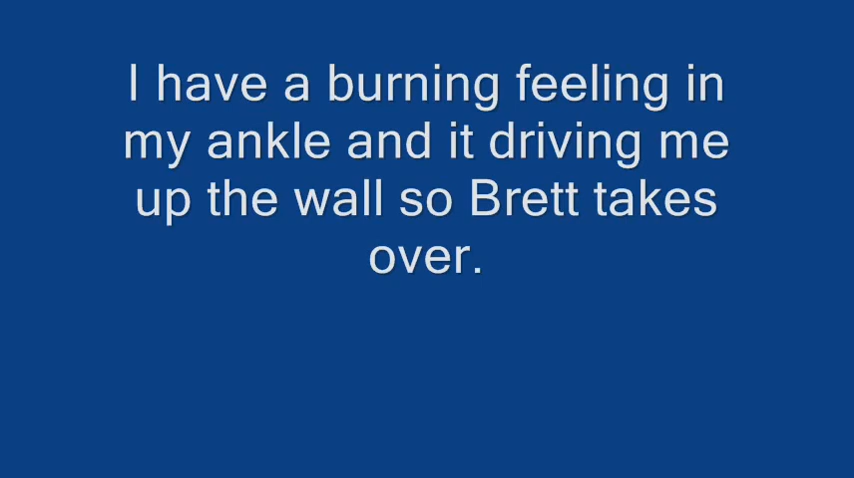 I have a burning feeling in
my ankle and it driving me
up the wall so Brett takes
over.